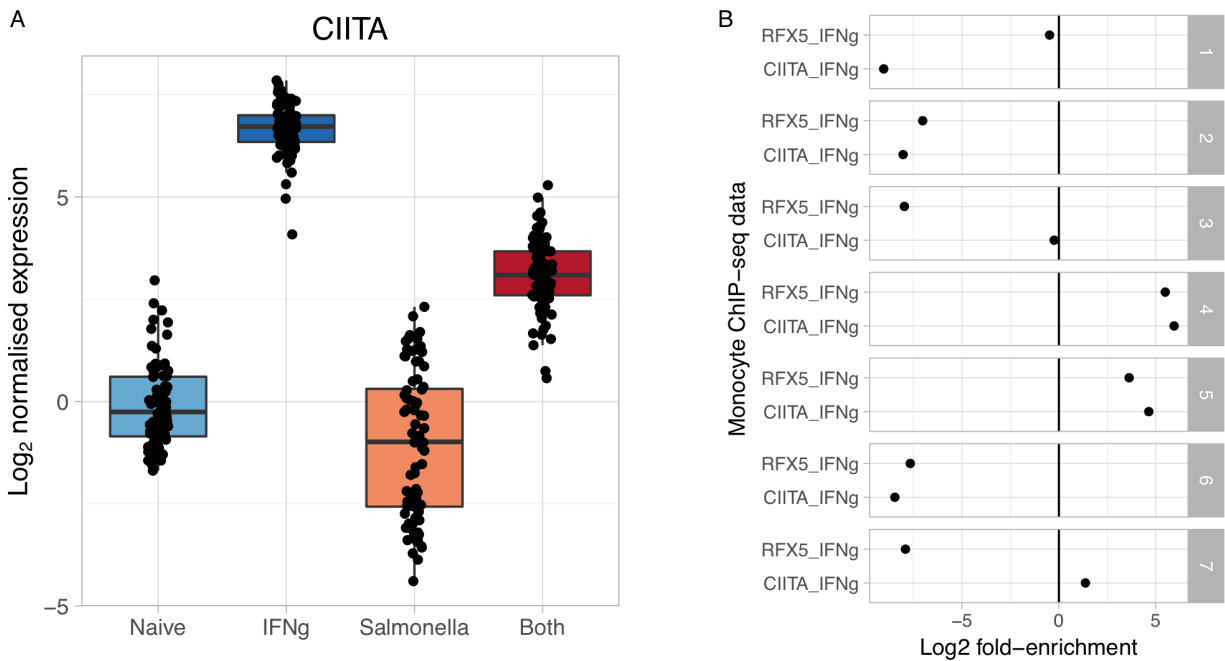 A
CIITA
Log2 normalised expression
5
0
−5
Naive
IFNg
Salmonella
Both
B
Monocyte ChIP−seq data
RFX5_IFNg
CIITA_IFNg
1
RFX5_IFNg
CIITA_IFNg
2
RFX5_IFNg
CIITA_IFNg
3
RFX5_IFNg
CIITA_IFNg
4
RFX5_IFNg
CIITA_IFNg
5
RFX5_IFNg
CIITA_IFNg
6
RFX5_IFNg
CIITA_IFNg
7
−5
0
5
Log2 fold−enrichment